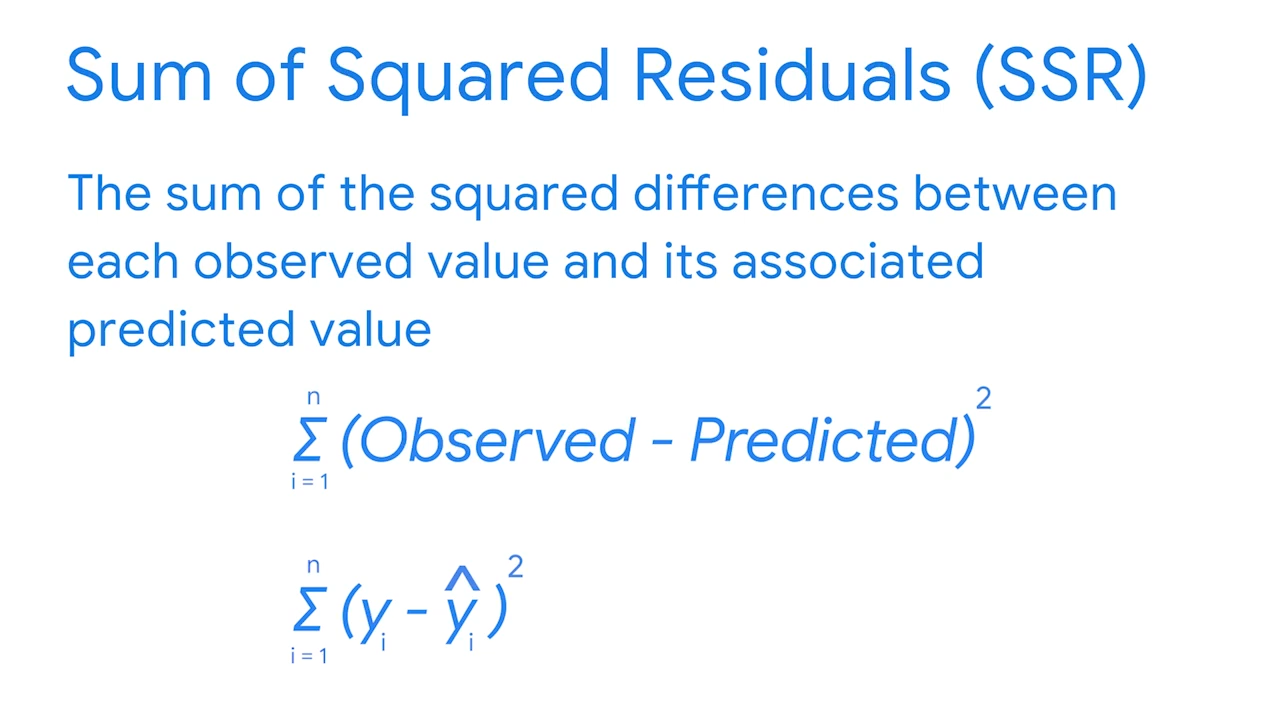 Sum of Squared Residuals (SSR)
The sum of the squared differences between
each observed value and its associated
predicted value
n
Σ (Observed - Predicted)²
i = 1
n
Σ (yᵢ - ŷᵢ)²
i = 1